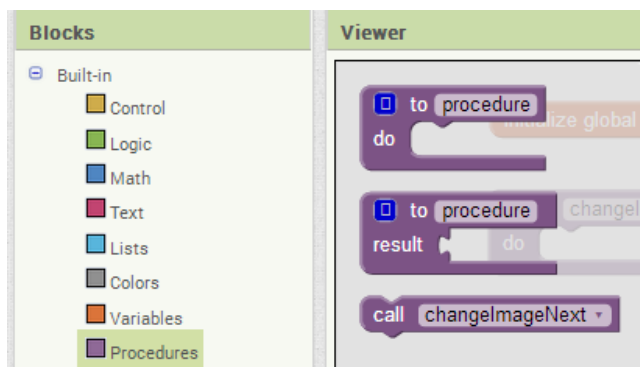 Blocks
Built-in
Control
Logic
Math
Text
Lists
Colors
Variables
Procedures
Viewer
to procedure
do
initialize global
to procedure
changeI
result
do
call changeImageNext